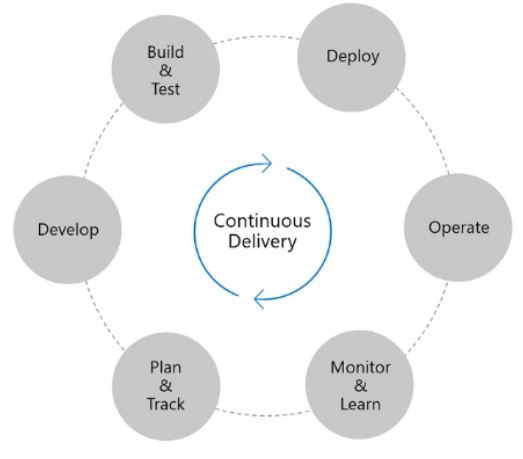 Build
&
Test
Deploy
Develop
Continuous
Delivery
Operate
Plan
&
Track
Monitor
&
Learn